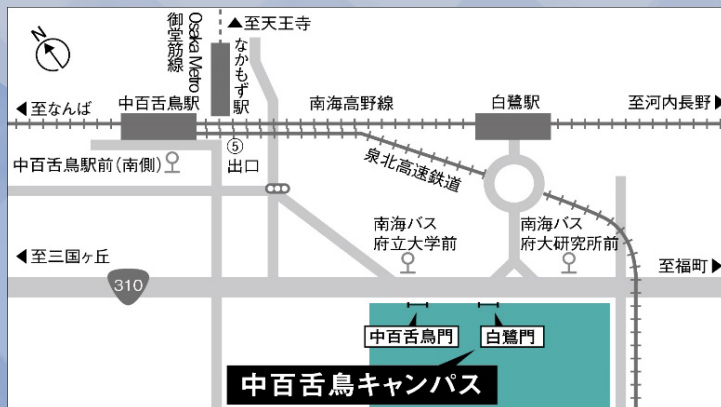 N
Osaka Metro
御堂筋線
▲至天王寺
なかもず駅
◀至なんば
中百舌鳥駅
南海高野線
白鷺駅
至河内長野▶
⑤
出口
中百舌鳥駅前(南側)
泉北高速鉄道
南海バス
府立大学前
南海バス
府大研究所前
◀至三国ヶ丘
至福町▶
310
中百舌鳥門
白鷺門
中百舌鳥キャンパス